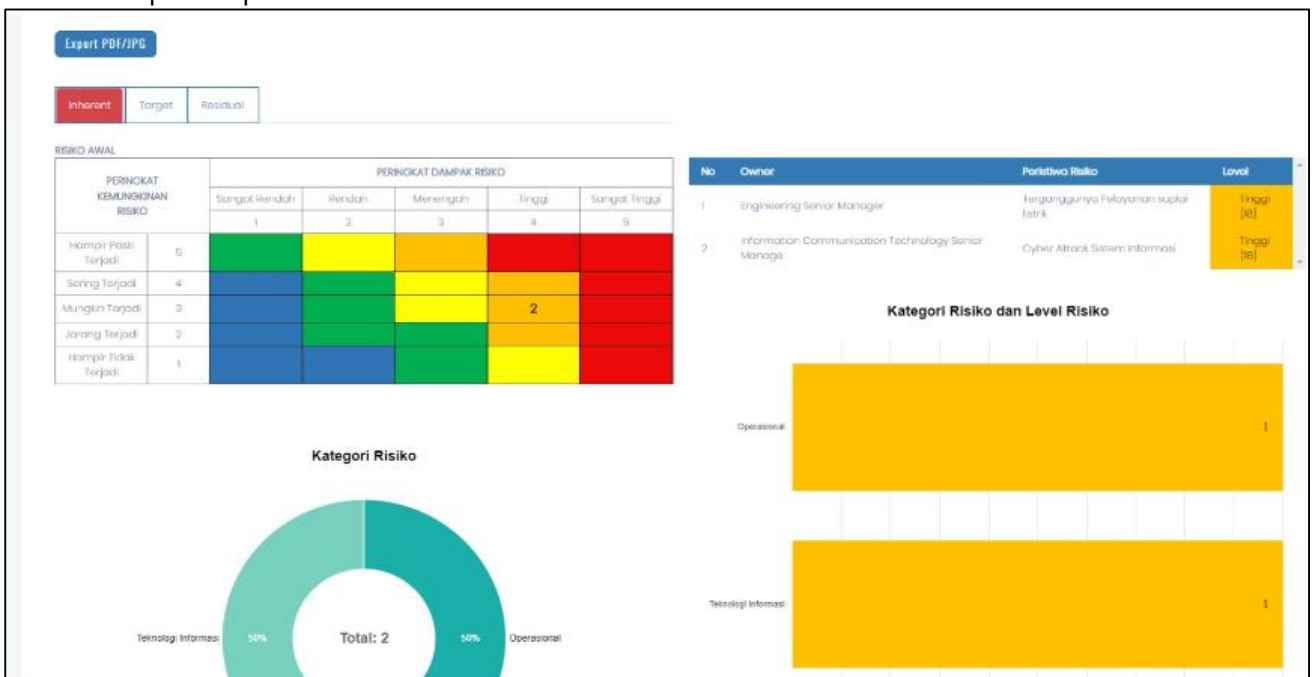 Export PDF/JPG
Inherent Target Residual
RISIKO AWAL
PERINGKAT
KEMUNGKINAN
RISIKO
PERINGKAT DAMPAK RISIKO
Sangat Rendah Rendah Menengah Tinggi Sangat Tinggi
1 2 3 4 5
Hampir Pasti
Terjadi
5
Sering Terjadi 4
Mungkin Terjadi 3 2
Jarang Terjadi 2
Hampir Tidak
Terjadi
1
No Owner Peristiwa Risiko Level
1 Engineering Senior Manager
Terganggunya Pelayanan suplai
listrik
Tinggi
[18]
2
Information Communication Technology Senior
Manage
Cyber Attack Sistem Informasi
Tinggi
[18]
Kategori Risiko dan Level Risiko
Operasional 1
Teknologi Informasi 1
Kategori Risiko
Teknologi Informasi 50% Total: 2 50% Operasional